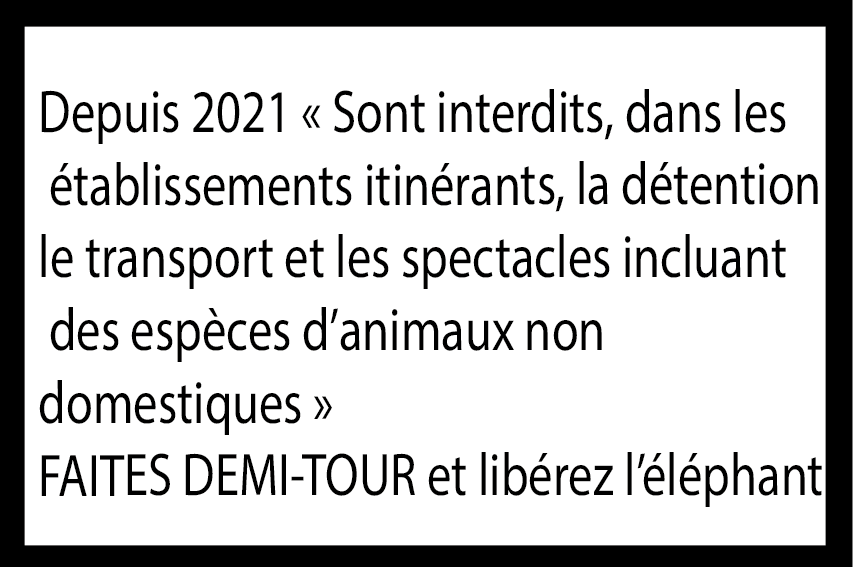 Depuis 2021 « Sont interdits, dans les
établissements itinérants, la détention
le transport et les spectacles incluant
des espèces d’animaux non
domestiques »
FAITES DEMI-TOUR et libérez l’éléphant